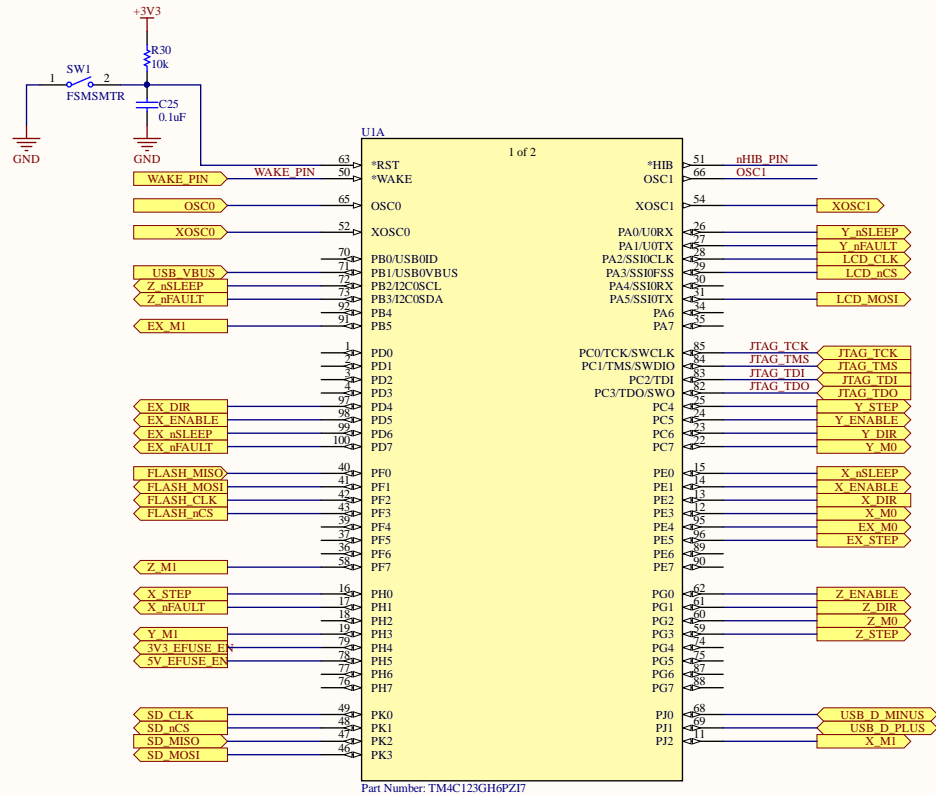 +3V3
R30
10k
SW1
1 2
FSMSMTR
C25
0.1uF
GND GND
U1A
1 of 2
63 *RST *HIB 51 nHIB_PIN
WAKE_PIN WAKE_PIN 50 *WAKE OSC1 66 OSC1
OSC0 65 OSC0 XOSC1 54 XOSC1
XOSC0 52 XOSC0 PA0/U0RX 26 Y_nSLEEP
PA1/U0TX 27 Y_nFAULT
70 PB0/USB0ID PA2/SSI0CLK 28 LCD_CLK
USB_VBUS 71 PB1/USB0VBUS PA3/SSI0FSS 29 LCD_nCS
Z_nSLEEP 72 PB2/I2C0SCL PA4/SSI0RX 30
Z_nFAULT 73 PB3/I2C0SDA PA5/SSI0TX 31 LCD_MOSI
92 PB4 PA6 34
EX_M1 91 PB5 PA7 35
1 PD0 PC0/TCK/SWCLK 85 JTAG_TCK JTAG_TCK
2 PD1 PC1/TMS/SWDIO 84 JTAG_TMS JTAG_TMS
3 PD2 PC2/TDI 83 JTAG_TDI JTAG_TDI
4 PD3 PC3/TDO/SWO 82 JTAG_TDO JTAG_TDO
EX_DIR 97 PD4 PC4 25 Y_STEP
EX_ENABLE 98 PD5 PC5 24 Y_ENABLE
EX_nSLEEP 99 PD6 PC6 23 Y_DIR
EX_nFAULT 100 PD7 PC7 22 Y_M0
FLASH_MISO 40 PF0 PE0 15 X_nSLEEP
FLASH_MOSI 41 PF1 PE1 14 X_ENABLE
FLASH_CLK 42 PF2 PE2 13 X_DIR
FLASH_nCS 43 PF3 PE3 12 X_M0
39 PF4 PE4 95 EX_M0
37 PF5 PE5 96 EX_STEP
36 PF6 PE6 89
Z_M1 58 PF7 PE7 90
X_STEP 16 PH0 PG0 62 Z_ENABLE
X_nFAULT 17 PH1 PG1 61 Z_DIR
18 PH2 PG2 60 Z_M0
Y_M1 19 PH3 PG3 59 Z_STEP
3V3_EFUSE_EN 79 PH4 PG4 74
5V_EFUSE_EN 78 PH5 PG5 75
77 PH6 PG6 87
76 PH7 PG7 88
SD_CLK 49 PK0 PJ0 68 USB_D_MINUS
SD_nCS 48 PK1 PJ1 69 USB_D_PLUS
SD_MISO 47 PK2 PJ2 11 X_M1
SD_MOSI 46 PK3
Part Number: TM4C123GH6PZI7